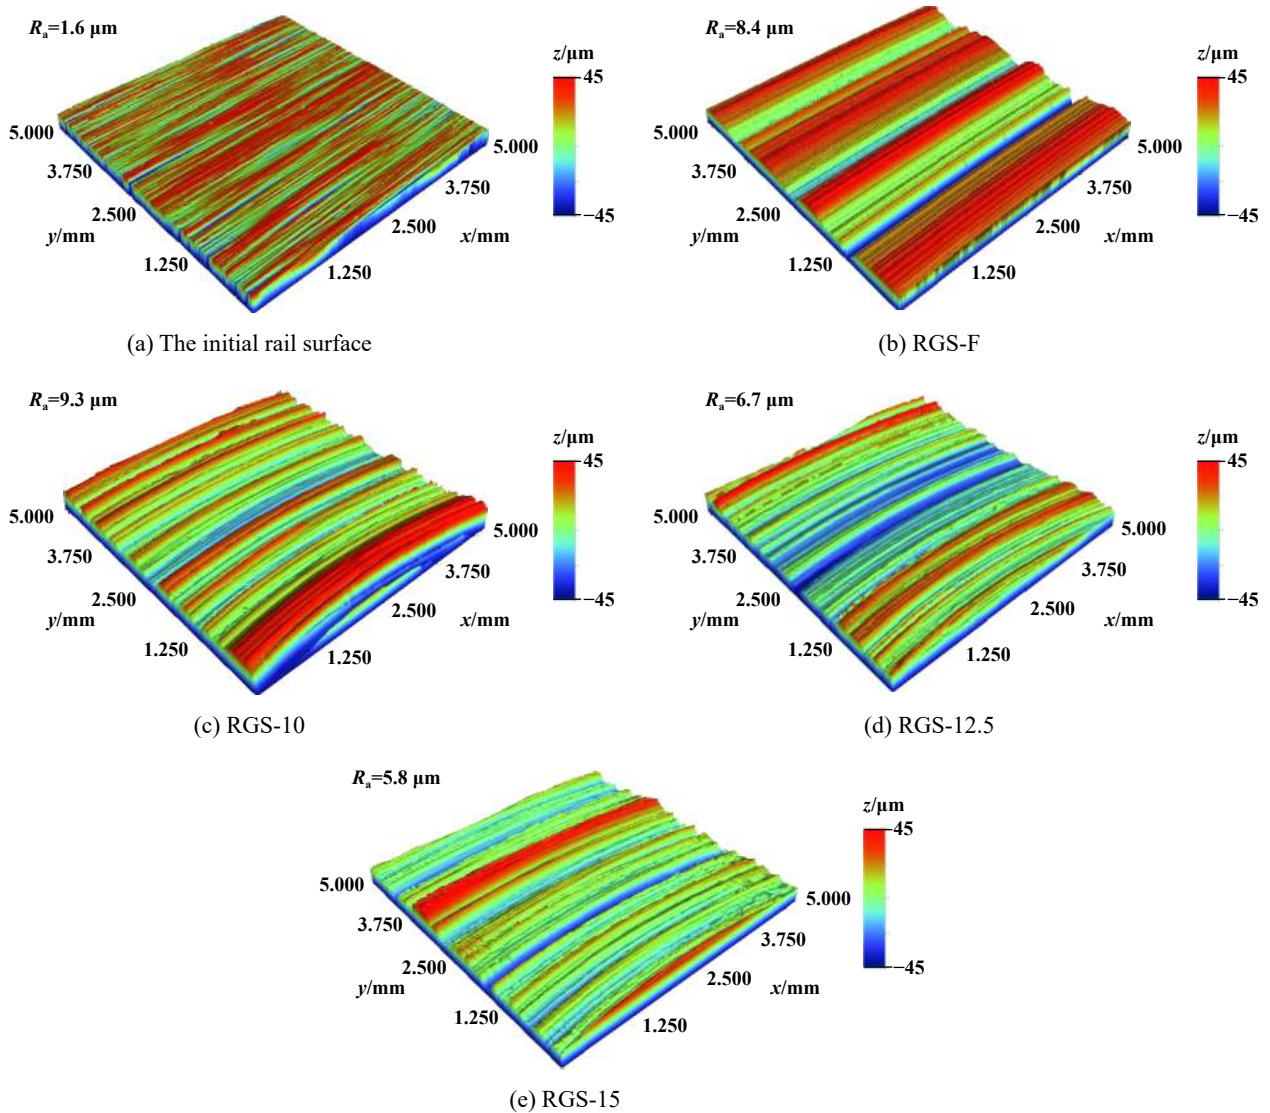 Ra=1.6 μm
z/μm
45
−45
5.000
3.750
2.500
y/mm
1.250
5.000
3.750
2.500
x/mm
1.250
(a) The initial rail surface
Ra=8.4 μm
z/μm
45
−45
5.000
3.750
2.500
y/mm
1.250
5.000
3.750
2.500
x/mm
1.250
(b) RGS-F
Ra=9.3 μm
z/μm
45
−45
5.000
3.750
2.500
y/mm
1.250
5.000
3.750
2.500
x/mm
1.250
(c) RGS-10
Ra=6.7 μm
z/μm
45
−45
5.000
3.750
2.500
y/mm
1.250
5.000
3.750
2.500
x/mm
1.250
(d) RGS-12.5
Ra=5.8 μm
z/μm
45
−45
5.000
3.750
2.500
y/mm
1.250
5.000
3.750
2.500
x/mm
1.250
(e) RGS-15